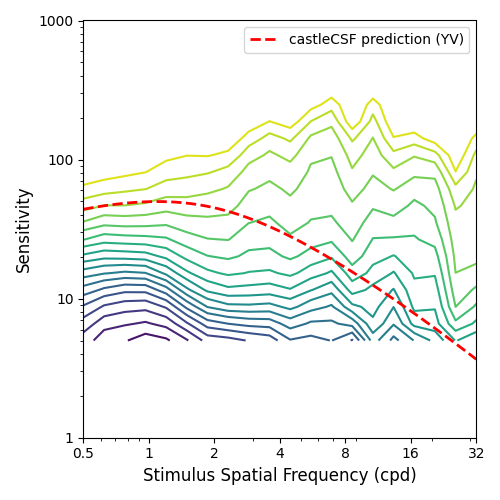 1000
castleCSF prediction (YV)
100
Sensitivity
10
1
0.5 1 2 4 8 16 32
Stimulus Spatial Frequency (cpd)